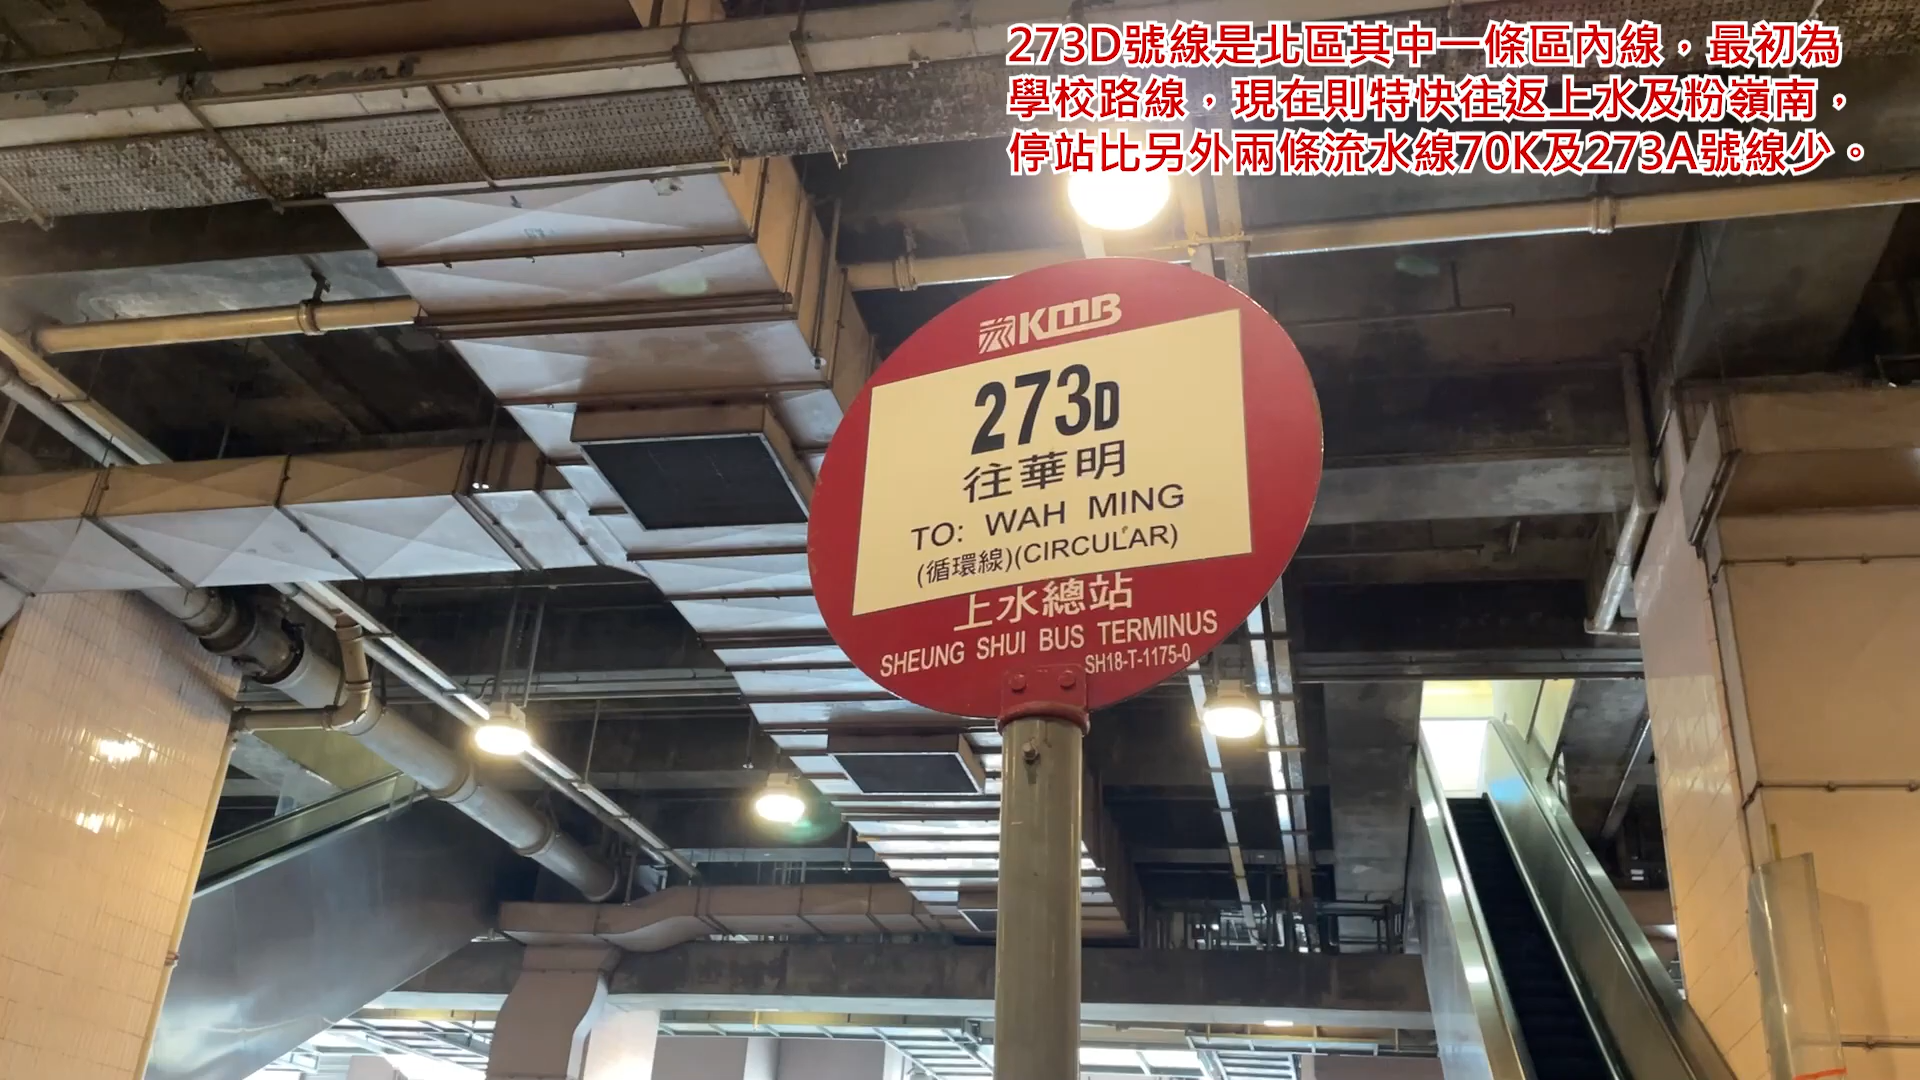 273D號線是北區其中一條區內線，最初為
學校路線，現在則特快往返上水及粉嶺南，
停站比另外兩條流水線70K及273A號線少。
KMB
273D
往華明
TO: WAH MING
(循環線)(CIRCULAR)
上水總站
SHEUNG SHUI BUS TERMINUS
SH18-T-1175-0